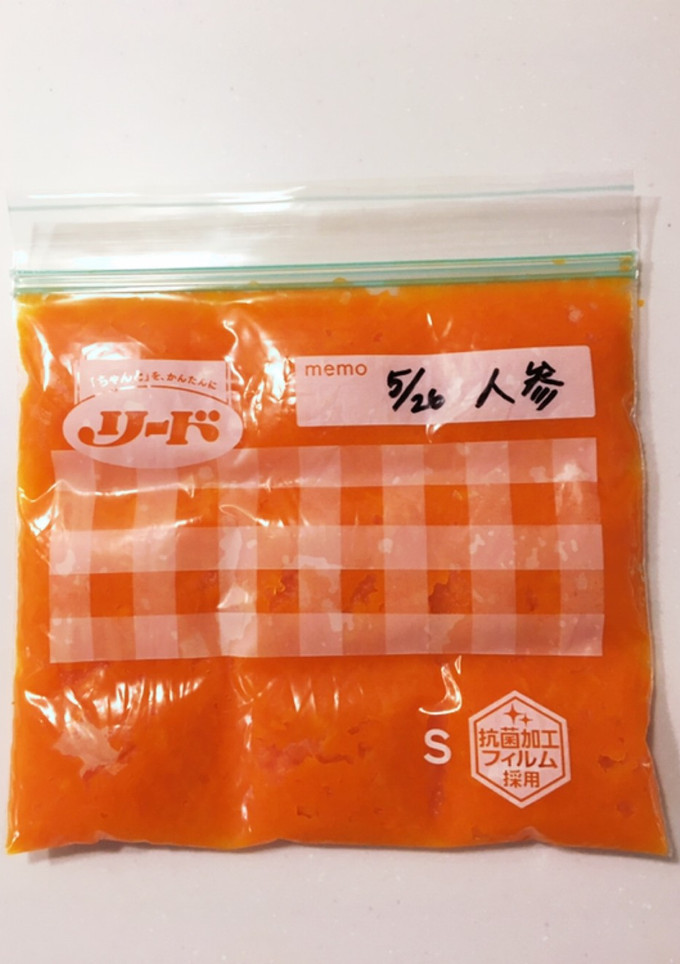 「ちゃんと」を、かんたんに
リード
memo
5/26 人参
S
抗菌加工
フィルム
採用